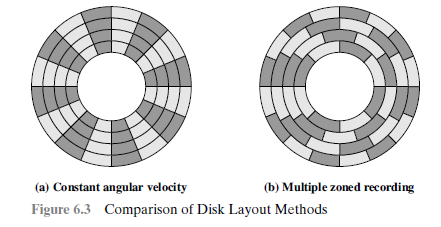 (a) Constant angular velocity
(b) Multiple zoned recording
Figure 6.3 Comparison of Disk Layout Methods